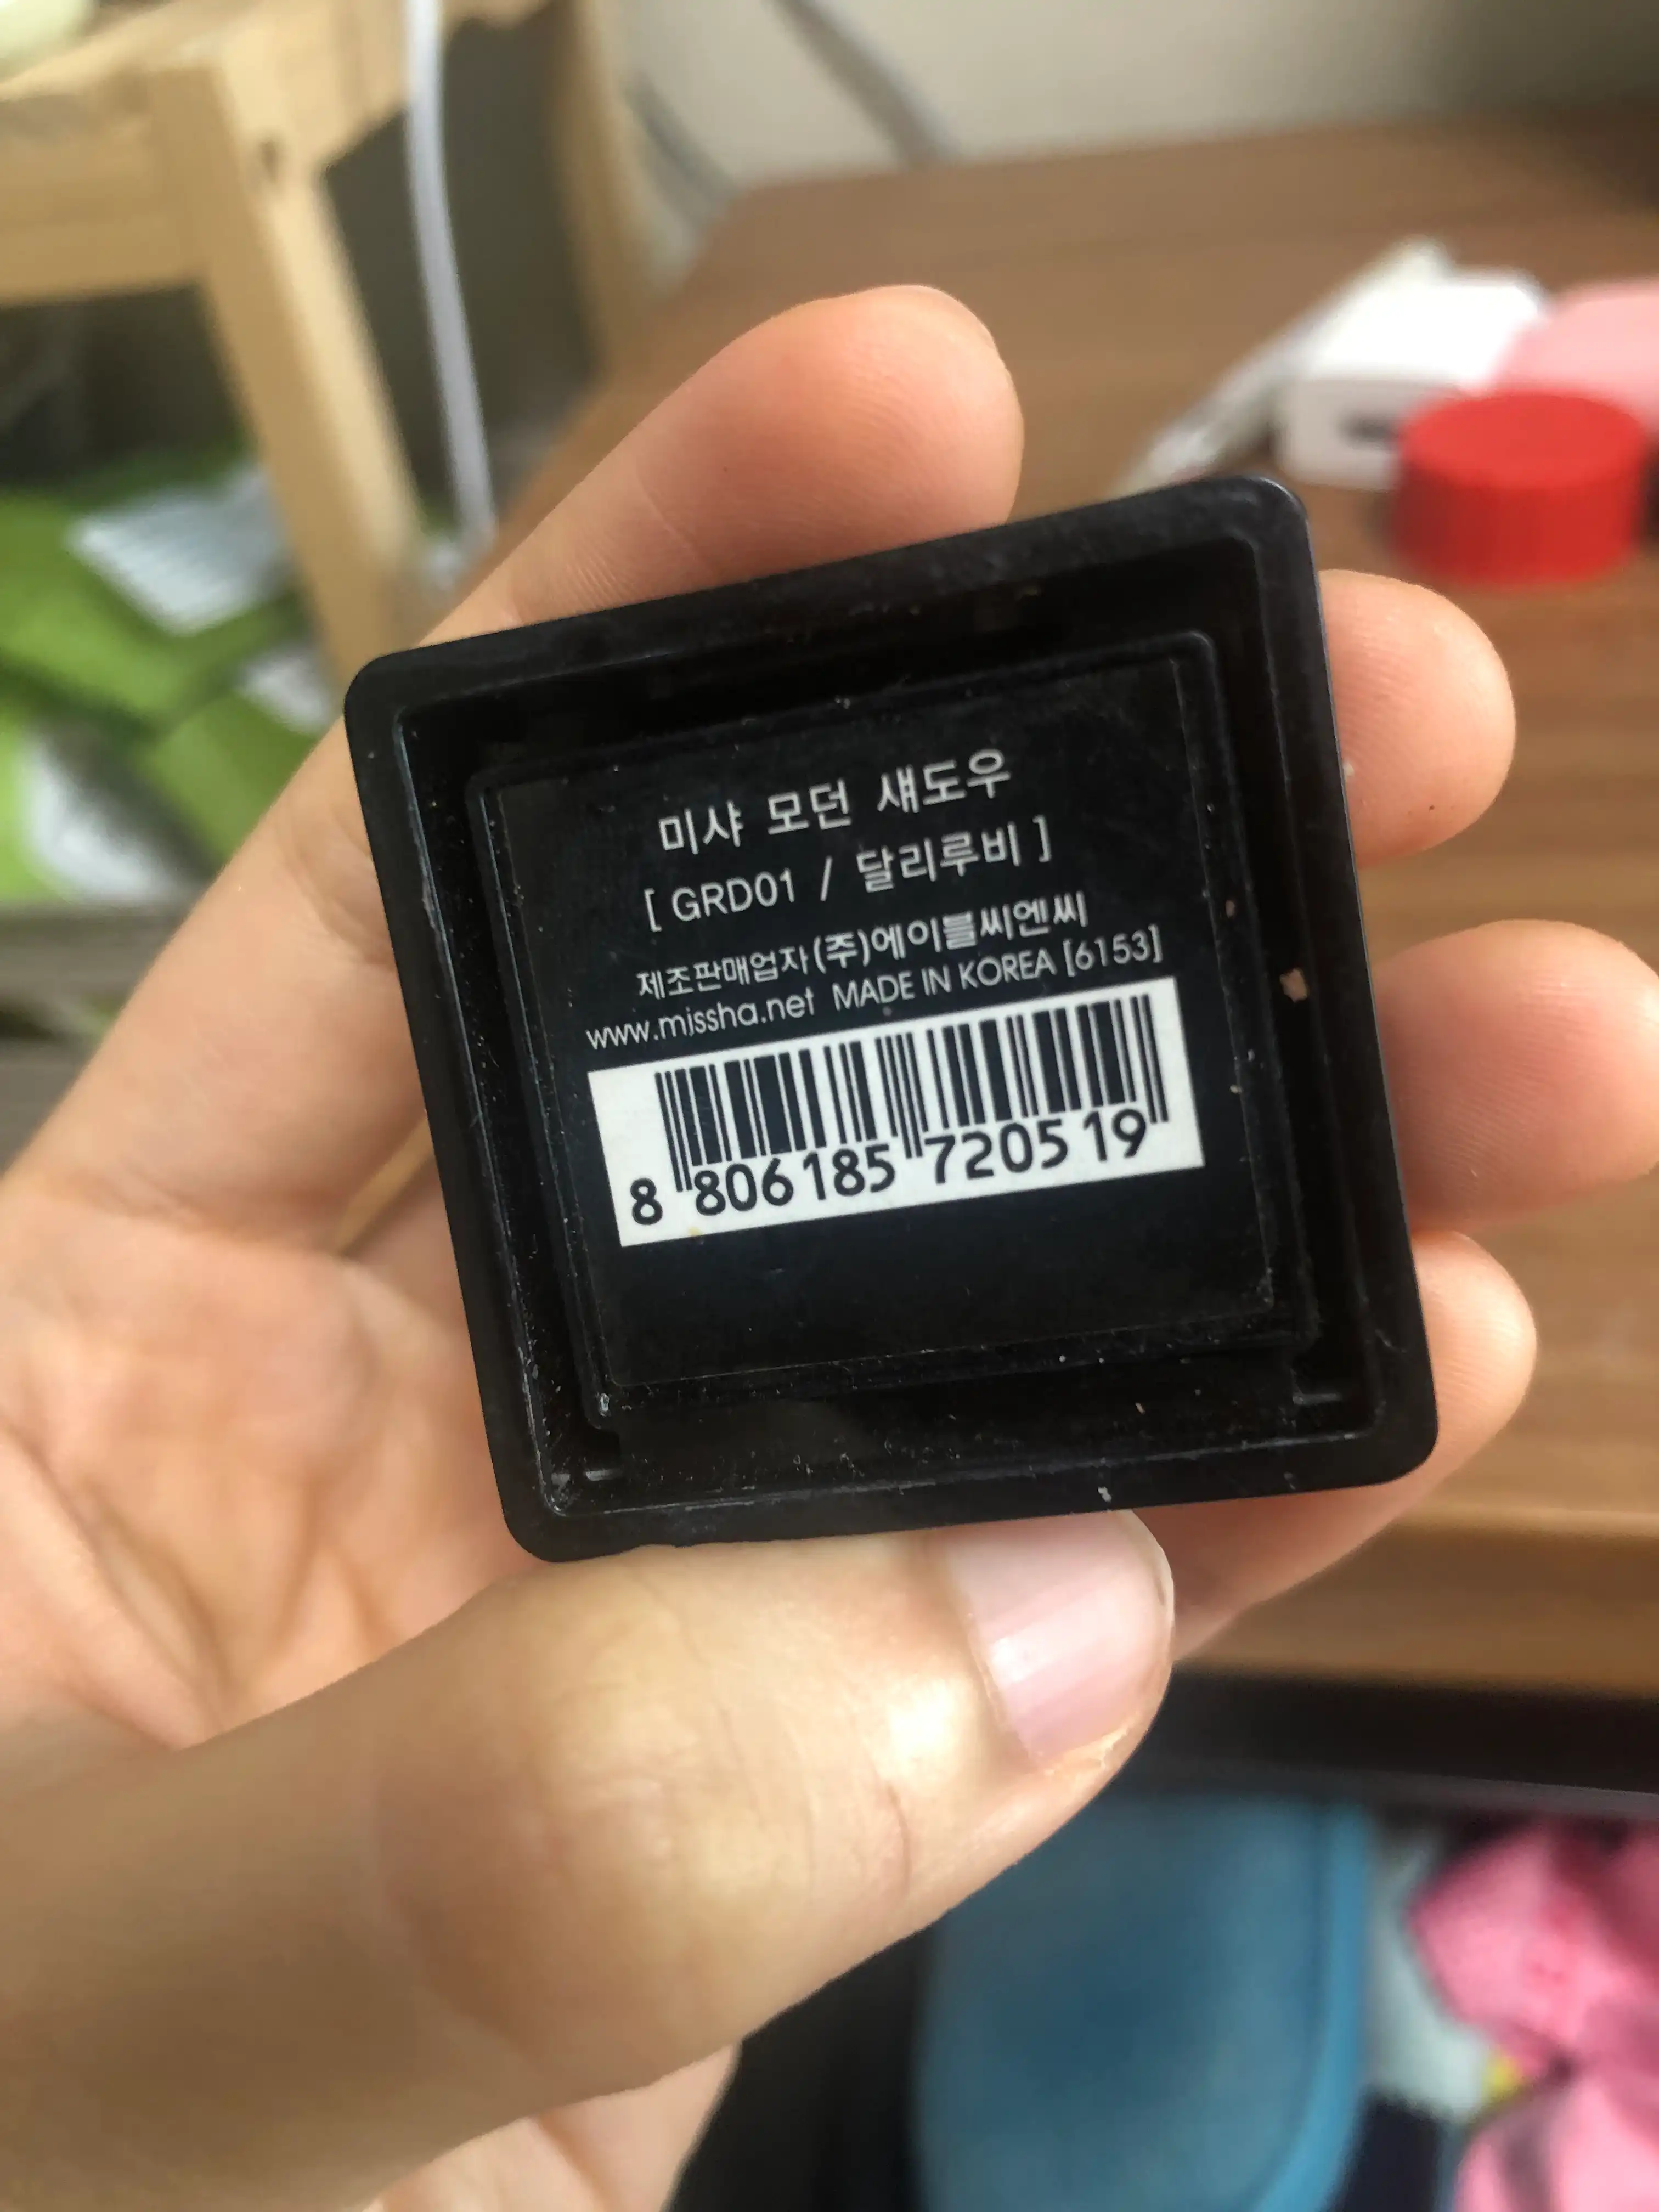 미샤 모던 섀도우
[ GRD01 / 달리루비 ]
제조판매업자(주)에이블씨엔씨
www.missha.net MADE IN KOREA [6153]
8 806185 720519